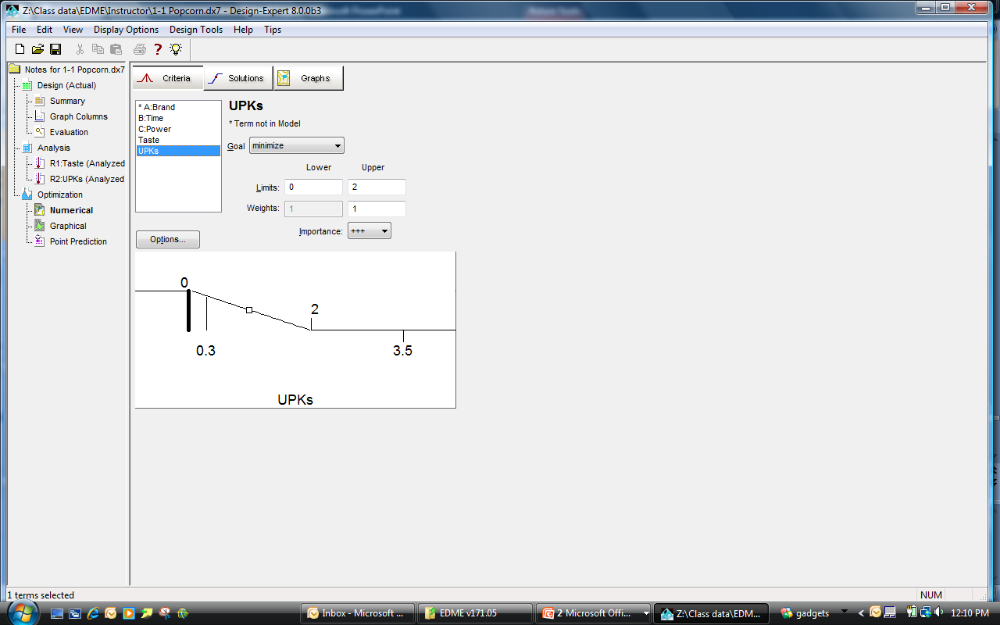 Z:\Class data\EDME\Instructor\1-1 Popcorn.dx7 - Design-Expert 8.0.0b3
File Edit View Display Options Design Tools Help Tips
Notes for 1-1 Popcorn.dx7
Design (Actual)
Summary
Graph Columns
Evaluation
Analysis
R1:Taste (Analyzed
R2:UPKs (Analyzed
Optimization
Numerical
Graphical
Point Prediction
Criteria Solutions Graphs
* A:Brand
B:Time
C:Power
Taste
UPKs
UPKs
* Term not in Model
Goal minimize
Lower Upper
Limits: 0 2
Weights: 1 1
Importance: +++
Options...
0
2
0.3 3.5
UPKs
1 terms selected
NUM
Inbox - Microsoft ... EDME v171.05 2 Microsoft Offi... Z:\Class data\EDM... gadgets 12:10 PM